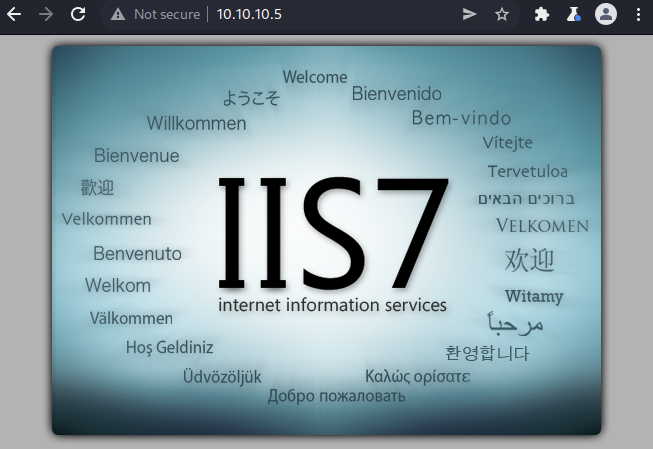 Not secure
10.10.10.5
Welcome
ようこそ
Bienvenido
Willkommen
Bem-vindo
Vítejte
Bienvenue
Tervetuloa
歡迎
ברוכים הבאים
Velkommen
VELKOMEN
IIS7
Benvenuto
欢迎
Welkom
Witamy
internet information services
Välkommen
مرحباً
Hoş Geldiniz
환영합니다
Üdvözöljük
Καλώς ορίσατε
Добро пожаловать